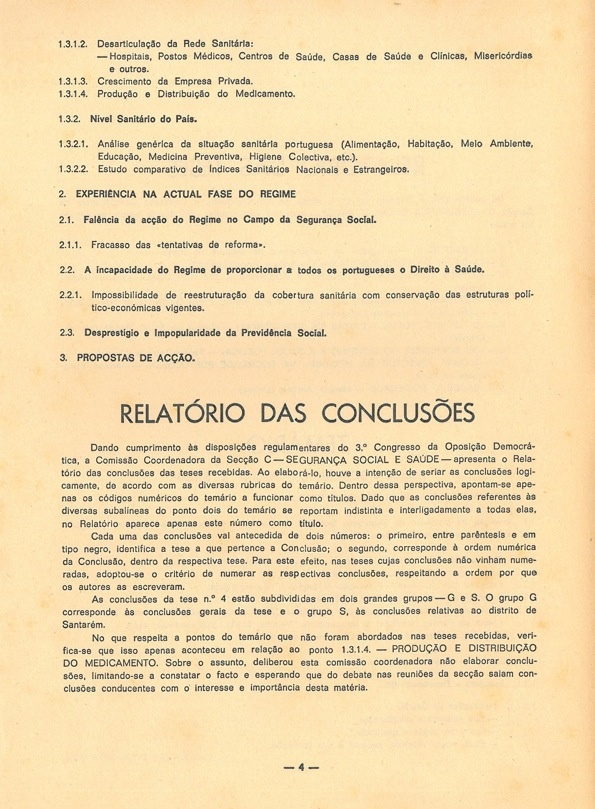 1.3.1.2. Desarticulação da Rede Sanitária:
— Hospitais, Postos Médicos, Centros de Saúde, Casas de Saúde e Clínicas, Misericórdias
e outros.
1.3.1.3. Crescimento da Empresa Privada.
1.3.1.4. Produção e Distribuição do Medicamento.
1.3.2. Nível Sanitário do País.
1.3.2.1. Análise genérica da situação sanitária portuguesa (Alimentação, Habitação, Meio Ambiente,
Educação, Medicina Preventiva, Higiene Colectiva, etc.).
1.3.2.2. Estudo comparativo de Índices Sanitários Nacionais e Estrangeiros.
2. EXPERIÊNCIA NA ACTUAL FASE DO REGIME
2.1. Falência da acção do Regime no Campo da Segurança Social.
2.1.1. Fracasso das «tentativas de reforma».
2.2. A incapacidade do Regime de proporcionar a todos os portugueses o Direito à Saúde.
2.2.1. Impossibilidade de reestruturação da cobertura sanitária com conservação das estruturas polí-
tico-económicas vigentes.
2.3. Desprestígio e Impopularidade da Previdência Social.
3. PROPOSTAS DE ACÇÃO.
RELATÓRIO DAS CONCLUSÕES
Dando cumprimento às disposições regulamentares do 3.º Congresso da Oposição Democrá-
tica, a Comissão Coordenadora da Secção C — SEGURANÇA SOCIAL E SAÚDE — apresenta o Rela-
tório das conclusões das teses recebidas. Ao elaborá-lo, houve a intenção de seriar as conclusões logi-
camente, de acordo com as diversas rubricas do temário. Dentro dessa perspectiva, apontam-se ape-
nas os códigos numéricos do temário a funcionar como títulos. Dado que as conclusões referentes às
diversas subalíneas do ponto dois do temário se reportam indistinta e interligadamente a todas elas,
no Relatório aparece apenas este número como título.
Cada uma das conclusões vai antecedida de dois números: o primeiro, entre parêntesis e em
tipo negro, identifica a tese a que pertence a Conclusão; o segundo, corresponde à ordem numérica
da Conclusão, dentro da respectiva tese. Para este efeito, nas teses cujas conclusões não vinham nume-
radas, adoptou-se o critério de numerar as respectivas conclusões, respeitando a ordem por que
os autores as escreveram.
As conclusões da tese n.º 4 estão subdivididas em dois grandes grupos — G e S. O grupo G
corresponde às conclusões gerais da tese e o grupo S, às conclusões relativas ao distrito de
Santarém.
No que respeita a pontos do temário que não foram abordados nas teses recebidas, veri-
fica-se que isso apenas aconteceu em relação ao ponto 1.3.1.4. — PRODUÇÃO E DISTRIBUIÇÃO
DO MEDICAMENTO. Sobre o assunto, deliberou esta comissão coordenadora não elaborar conclu-
sões, limitando-se a constatar o facto e esperando que do debate nas reuniões da secção saiam con-
clusões conducentes com o interesse e importância desta matéria.
— 4 —